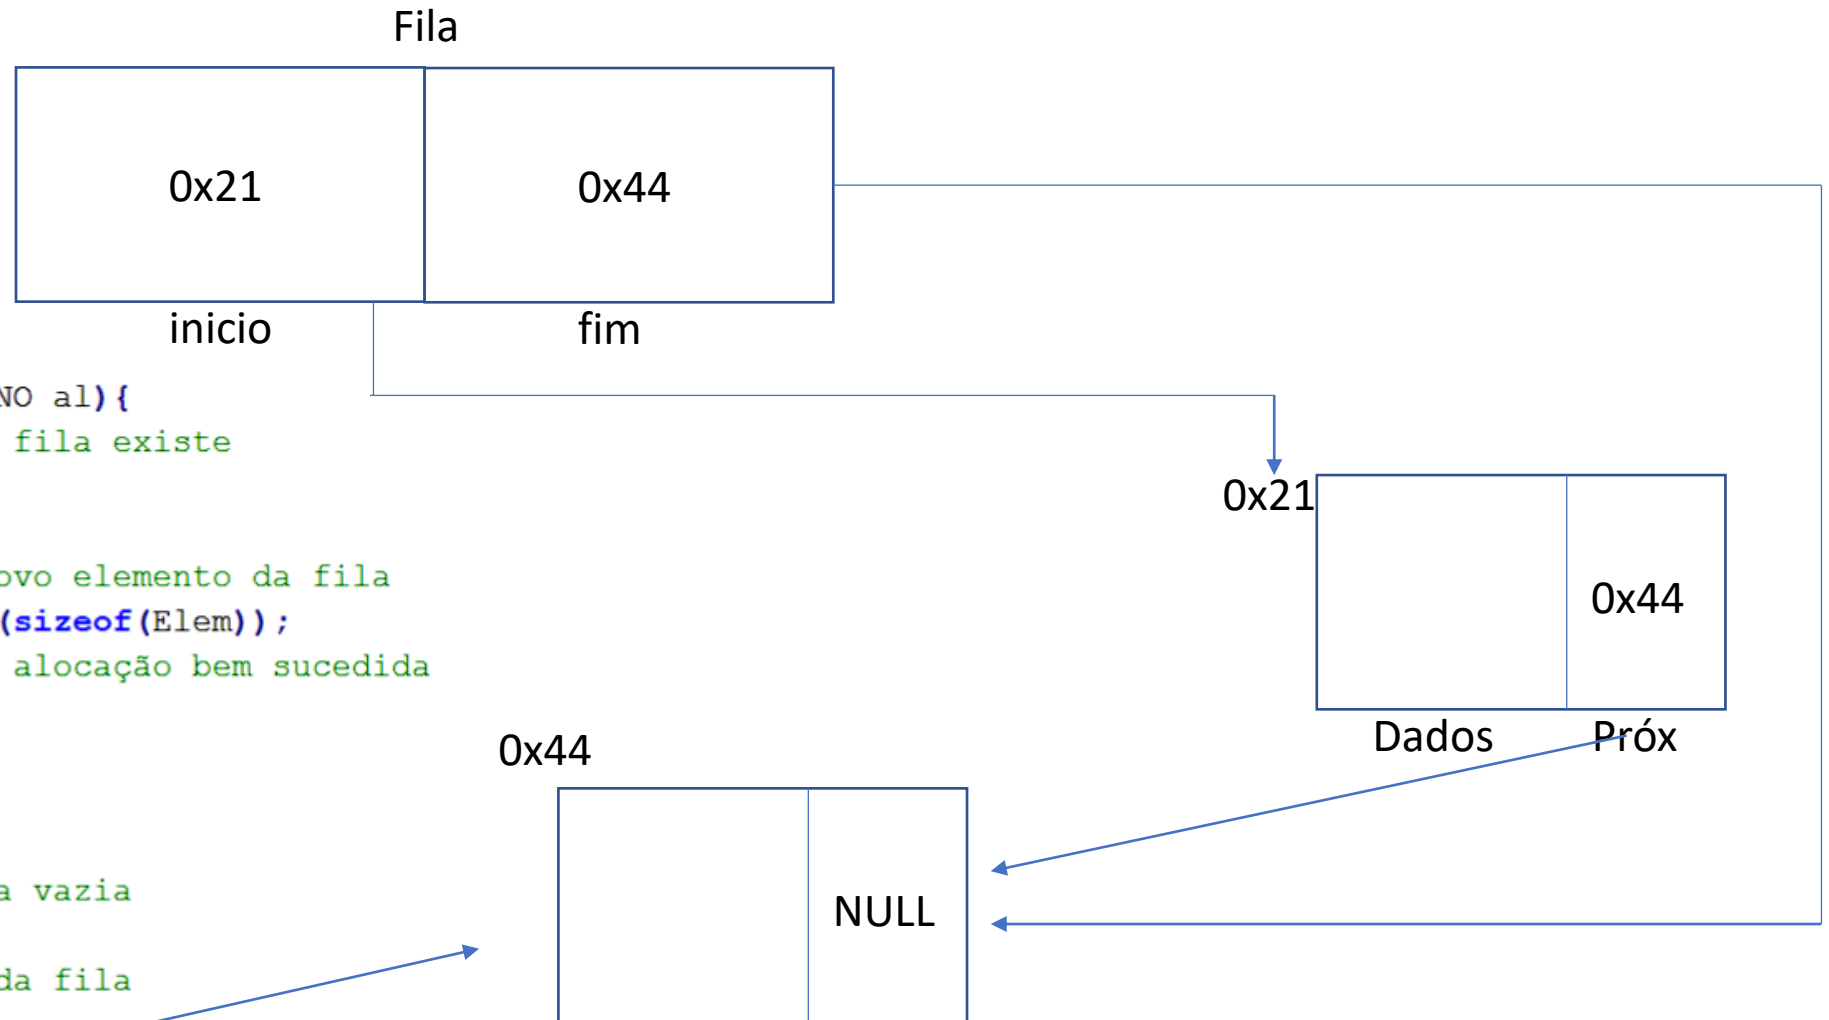 Fila
0x21
0x44
inicio
fim
NO al){
fila existe
ovo elemento da fila
(sizeof(Elem));
alocação bem sucedida
a vazia
da fila
0x21
0x44
Dados
Próx
0x44
NULL